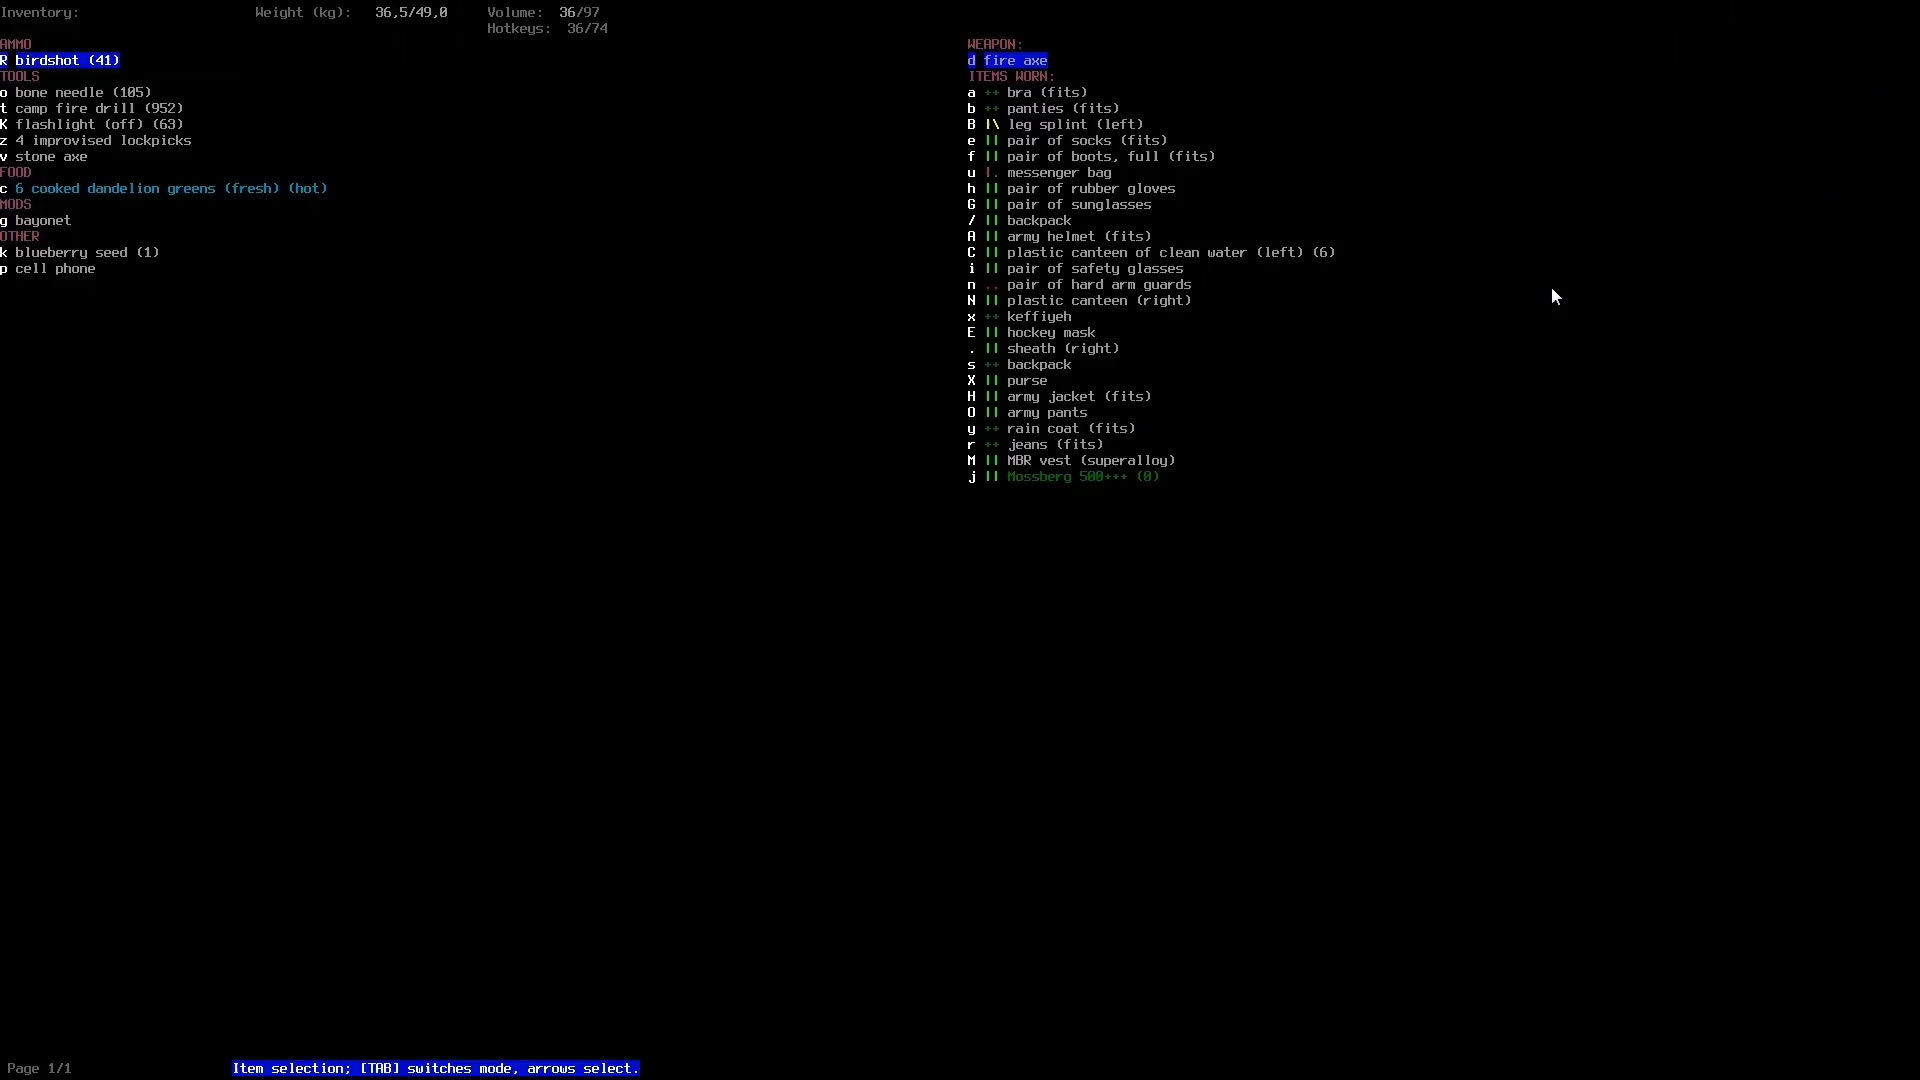 Inventory: Weight (kg): 36,5/49,0 Volume: 36/97
Hotkeys: 36/74
AMMO
R birdshot (41)
TOOLS
o bone needle (105)
t camp fire drill (952)
K flashlight (off) (63)
z 4 improvised lockpicks
v stone axe
FOOD
c 6 cooked dandelion greens (fresh) (hot)
MODS
g bayonet
OTHER
k blueberry seed (1)
p cell phone
WEAPON:
d fire axe
ITEMS WORN:
a ++ bra (fits)
b ++ panties (fits)
B |\ leg splint (left)
e || pair of socks (fits)
f || pair of boots, full (fits)
u |. messenger bag
h || pair of rubber gloves
G || pair of sunglasses
/ || backpack
A || army helmet (fits)
C || plastic canteen of clean water (left) (6)
i || pair of safety glasses
n .. pair of hard arm guards
N || plastic canteen (right)
x ++ keffiyeh
E || hockey mask
. || sheath (right)
s ++ backpack
X || purse
H || army jacket (fits)
O || army pants
y ++ rain coat (fits)
r ++ jeans (fits)
M || MBR vest (superalloy)
j || Mossberg 500+++ (0)
Page 1/1 Item selection; [TAB] switches mode, arrows select.